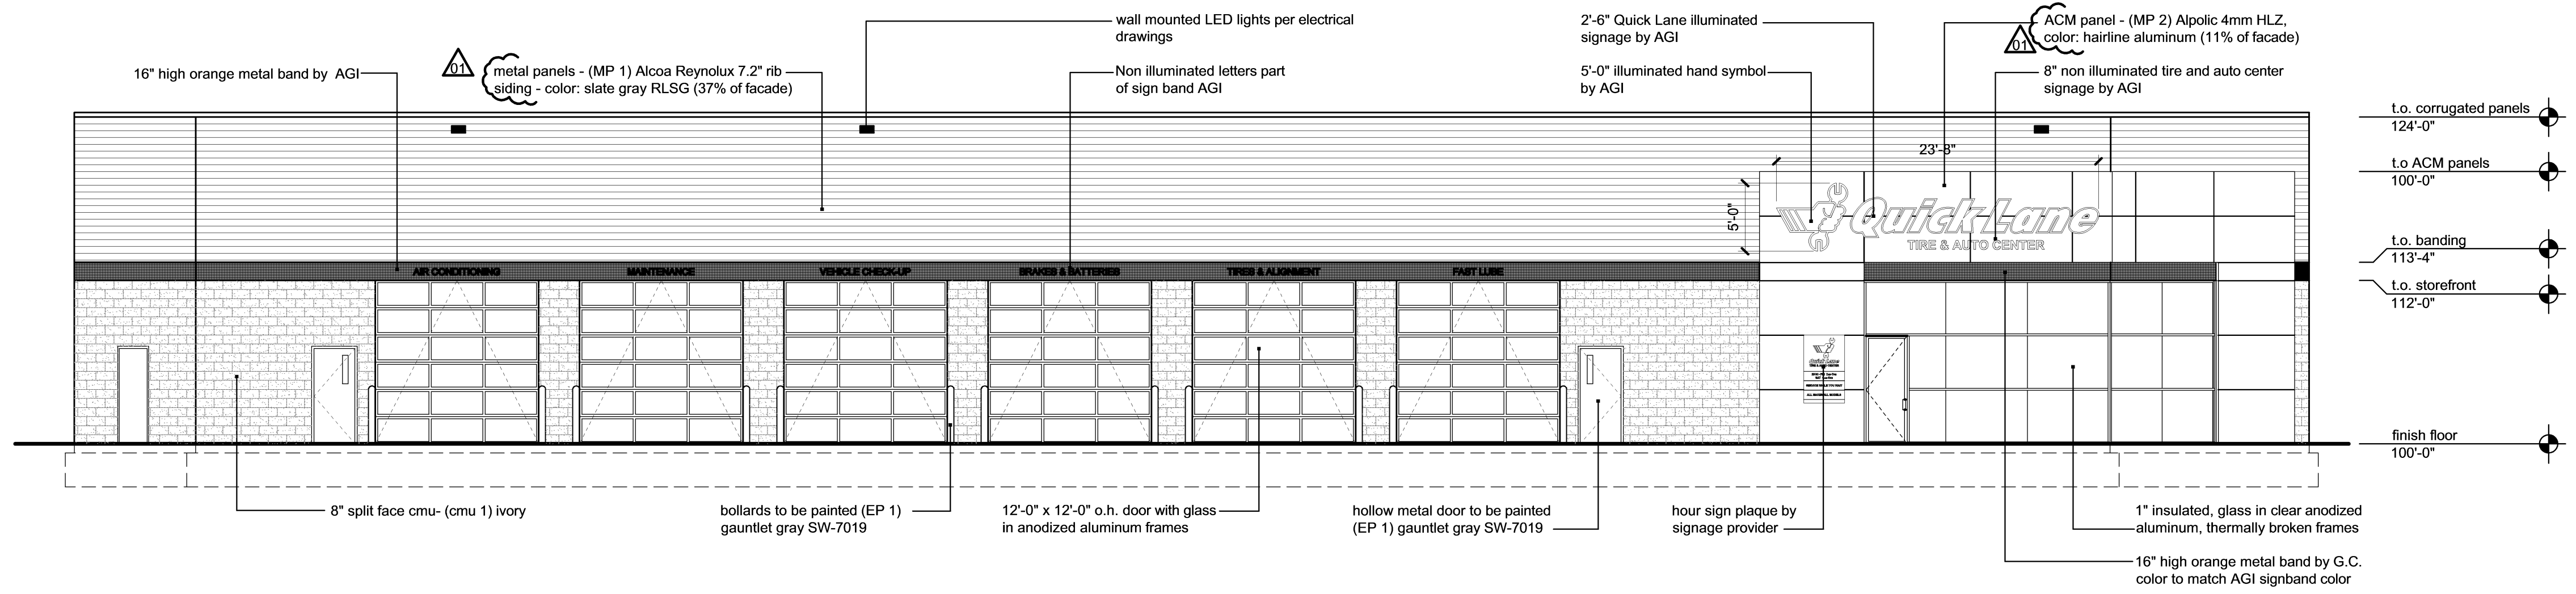 wall mounted LED lights per electrical
drawings
2'-6" Quick Lane illuminated
signage by AGI
ACM panel - (MP 2) Alpolic 4mm HLZ,
color: hairline aluminum (11% of facade)
01
16" high orange metal band by AGI
01
metal panels - (MP 1) Alcoa Reynolux 7.2" rib
siding - color: slate gray RLSG (37% of facade)
Non illuminated letters part
of sign band AGI
5'-0" illuminated hand symbol
by AGI
8" non illuminated tire and auto center
signage by AGI
t.o. corrugated panels
124'-0"
23'-8"
t.o ACM panels
100'-0"
5'-0"
Quick Lane
TIRE & AUTO CENTER
t.o. banding
113'-4"
AIR CONDITIONING
MAINTENANCE
VEHICLE CHECK-UP
BRAKES & BATTERIES
TIRES & ALIGNMENT
FAST LUBE
t.o. storefront
112'-0"
Quick Lane
TIRE & AUTO CENTER
finish floor
100'-0"
8" split face cmu- (cmu 1) ivory
bollards to be painted (EP 1)
gauntlet gray SW-7019
12'-0" x 12'-0" o.h. door with glass
in anodized aluminum frames
hollow metal door to be painted
(EP 1) gauntlet gray SW-7019
hour sign plaque by
signage provider
1" insulated, glass in clear anodized
aluminum, thermally broken frames
16" high orange metal band by G.C.
color to match AGI signband color